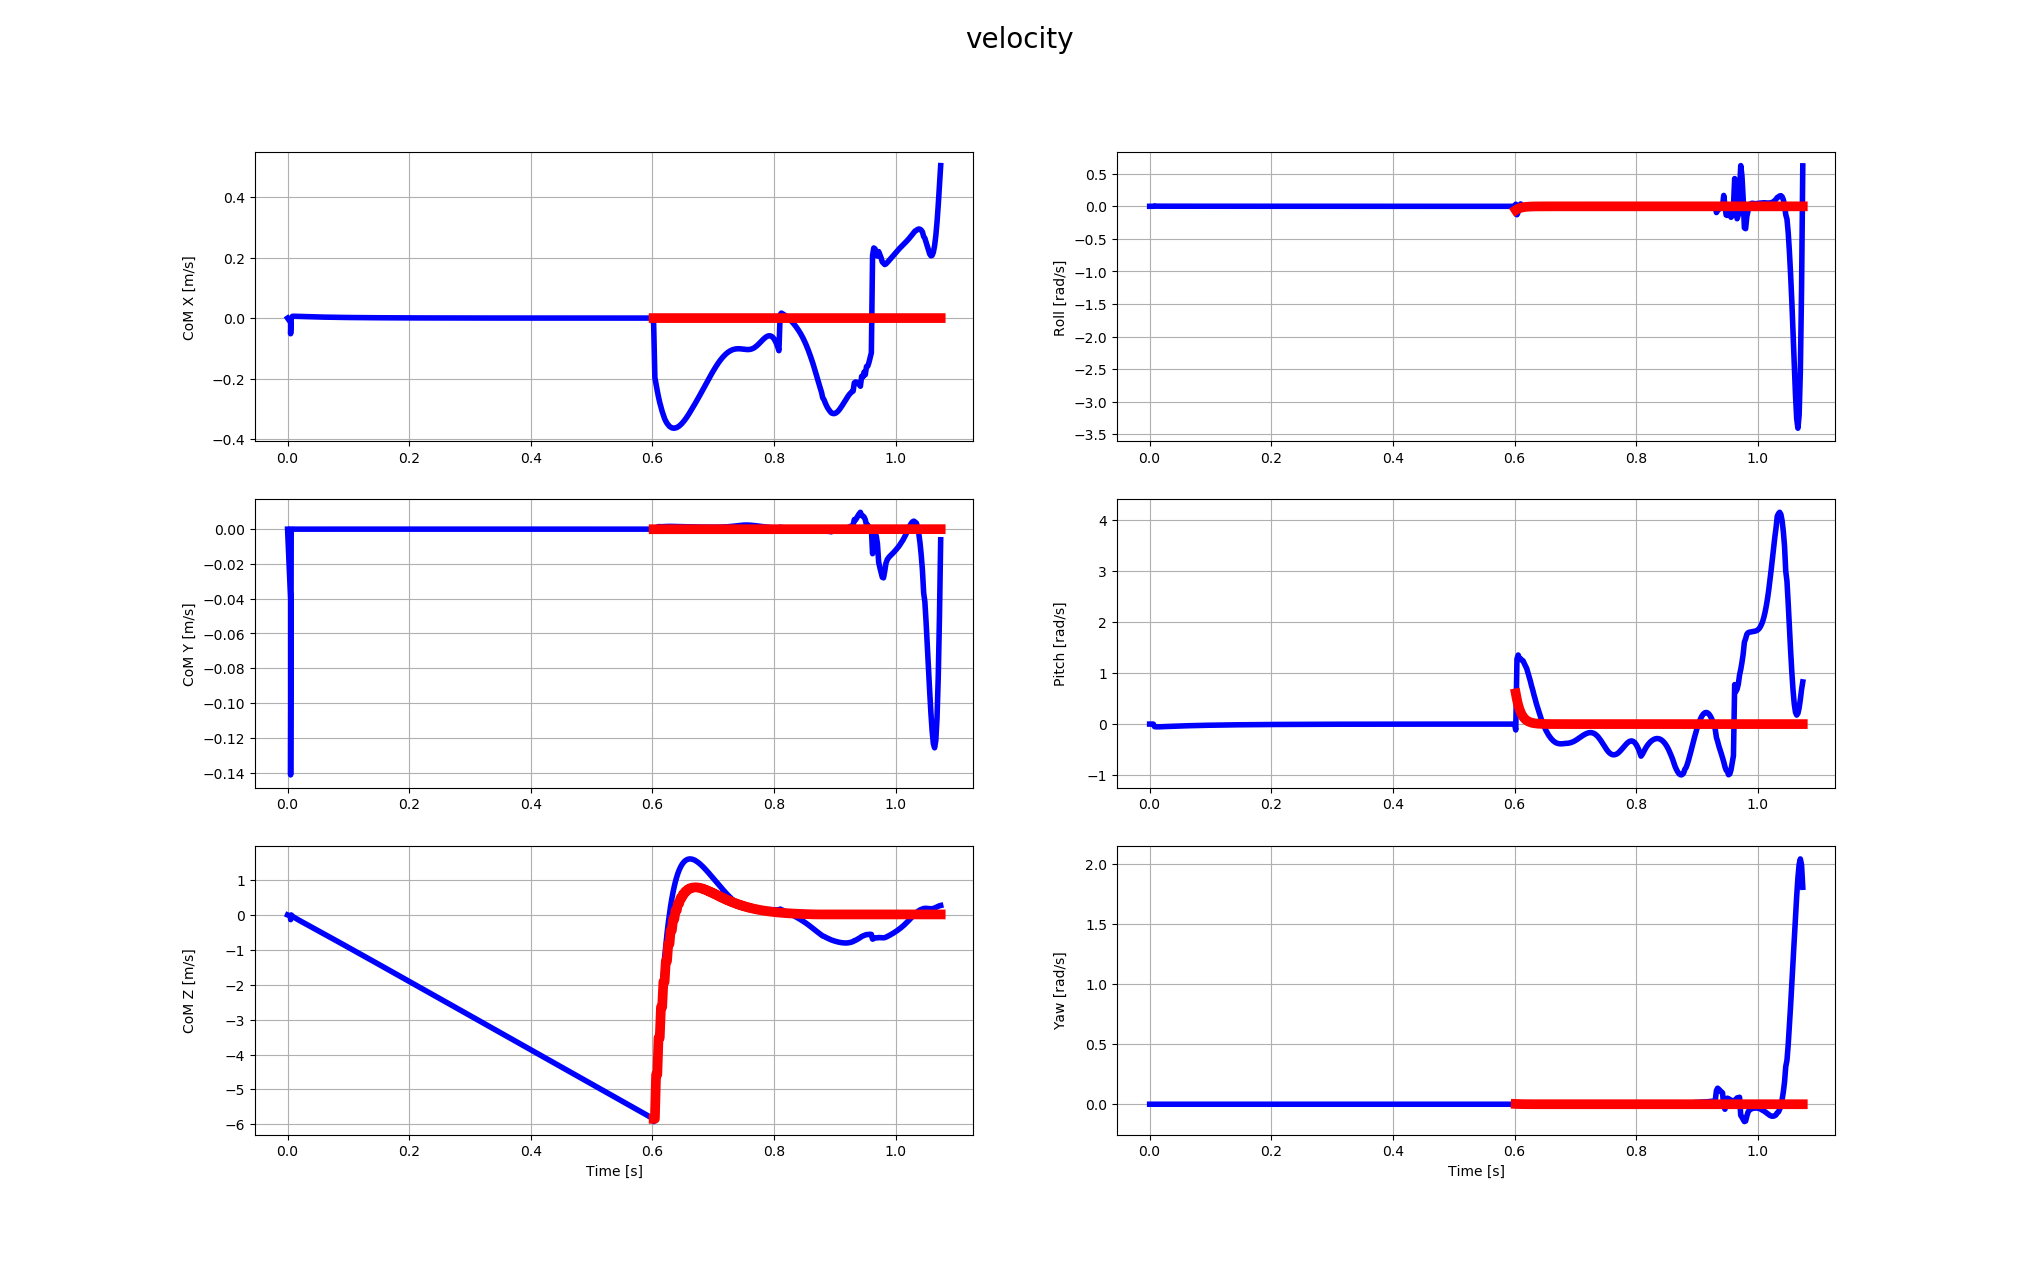 velocity
CoM X [m/s]
0.4
0.2
0.0
−0.2
−0.4
0.0 0.2 0.4 0.6 0.8 1.0
Roll [rad/s]
0.5
0.0
−0.5
−1.0
−1.5
−2.0
−2.5
−3.0
−3.5
0.0 0.2 0.4 0.6 0.8 1.0
CoM Y [m/s]
0.00
−0.02
−0.04
−0.06
−0.08
−0.10
−0.12
−0.14
0.0 0.2 0.4 0.6 0.8 1.0
Pitch [rad/s]
4
3
2
1
0
−1
0.0 0.2 0.4 0.6 0.8 1.0
CoM Z [m/s]
1
0
−1
−2
−3
−4
−5
−6
0.0 0.2 0.4 0.6 0.8 1.0
Time [s]
Yaw [rad/s]
2.0
1.5
1.0
0.5
0.0
0.0 0.2 0.4 0.6 0.8 1.0
Time [s]